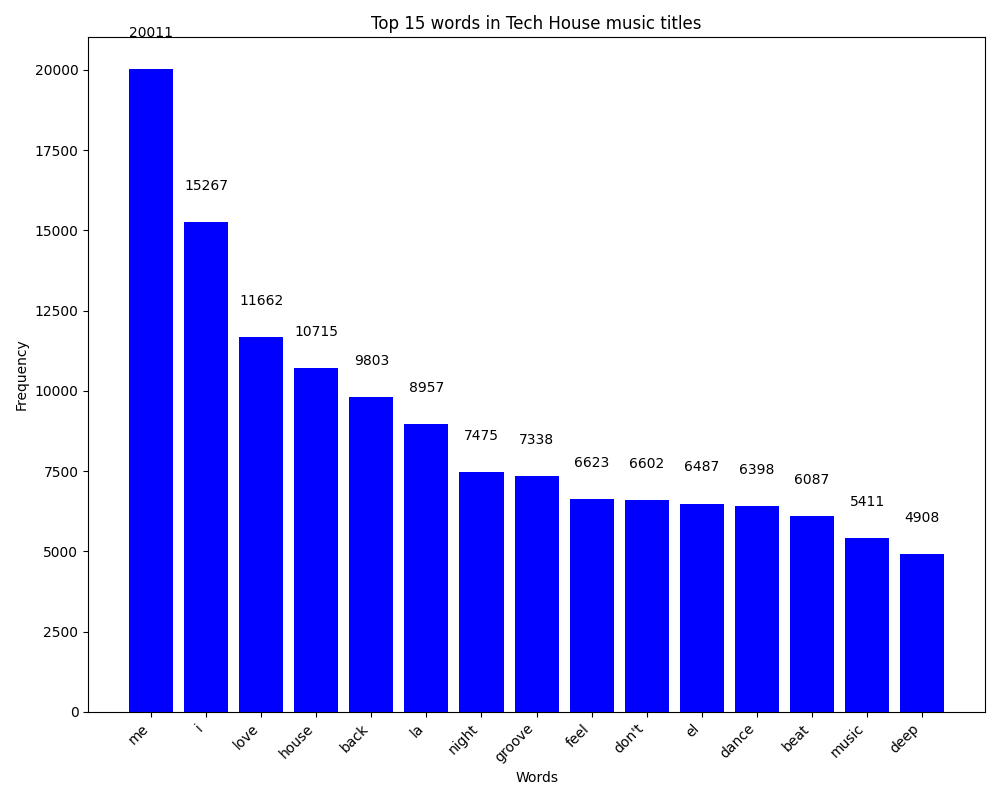 Top 15 words in Tech House music titles
20011
15267
11662
10715
9803
8957
7475
7338
6623
6602
6487
6398
6087
5411
4908
20000
17500
15000
12500
10000
7500
5000
2500
0
Frequency
me
i
love
house
back
la
night
groove
feel
don't
el
dance
beat
music
deep
Words